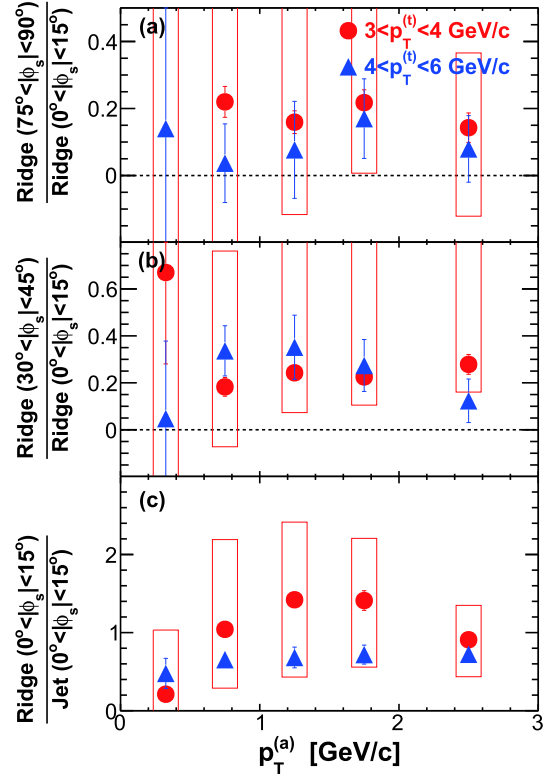 (a)
3<p_T^(t)<4 GeV/c
4<p_T^(t)<6 GeV/c
Ridge (75°<|ϕ_s|<90°)
Ridge (0°<|ϕ_s|<15°)
0.4
0.2
0
(b)
Ridge (30°<|ϕ_s|<45°)
Ridge (0°<|ϕ_s|<15°)
0.6
0.4
0.2
0
(c)
Ridge (0°<|ϕ_s|<15°)
Jet (0°<|ϕ_s|<15°)
2
1
0
0 1 2 3
p_T^(a) [GeV/c]